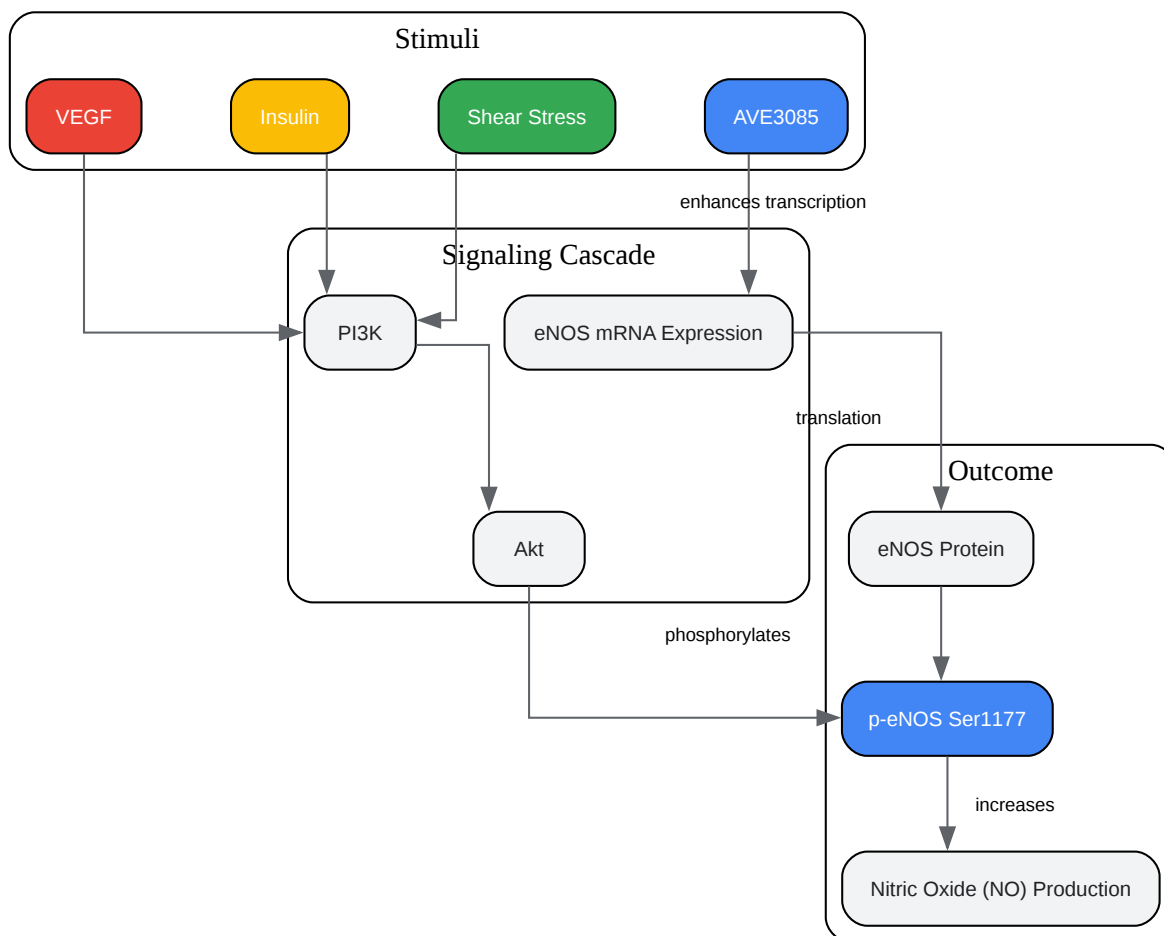 Stimuli
VEGF
Insulin
Shear Stress
AVE3085
enhances transcription
Signaling Cascade
PI3K
eNOS mRNA Expression
translation
Outcome
Akt
eNOS Protein
phosphorylates
p-eNOS Ser1177
increases
Nitric Oxide (NO) Production